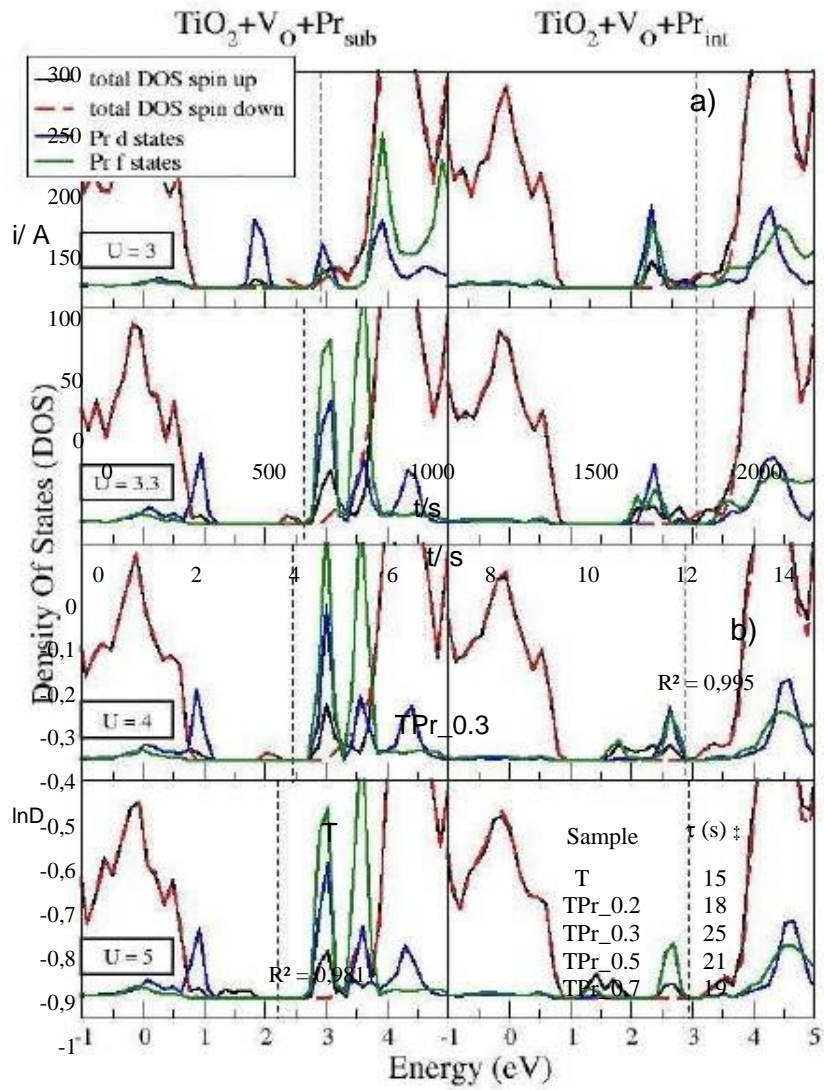 TiO2+VO+Prsub TiO2+VO+Print
300
total DOS spin up
total DOS spin down
a)
250
Pr d states
Pr f states
200
i/ A
150
U = 3
100
50
0
0 500 1000 1500 2000
U = 3.3
t/s
Density Of States (DOS)
t/ s
0 2 4 6 8 10 12 14
0
b)
-0,1
R² = 0,995
-0,2
U = 4
TPr_0.3
-0,3
-0,4
lnD
-0,5
T
Sample τ (s) ‡
-0,6
T 15
-0,7
TPr_0.2 18
TPr_0.3 25
-0,8
TPr_0.5 21
U = 5
R² = 0,981
TPr_0.7 19
-0,9
-1
-1 0 1 2 3 4 5 -1 0 1 2 3 4 5
Energy (eV)